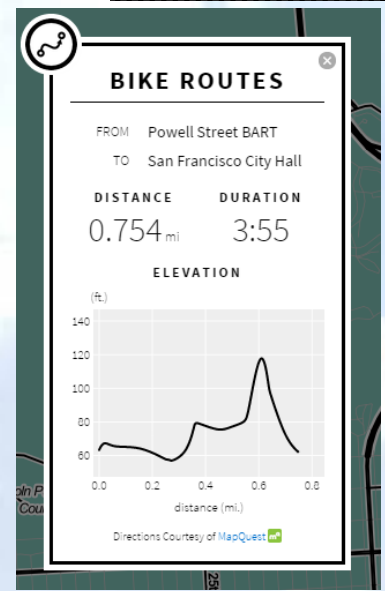 BIKE ROUTES
FROM Powell Street BART
TO San Francisco City Hall
DISTANCE DURATION
0.754 mi 3:55
ELEVATION
(ft.)
140
120
100
80
60
0.0 0.2 0.4 0.6 0.8
distance (mi.)
Directions Courtesy of MapQuest